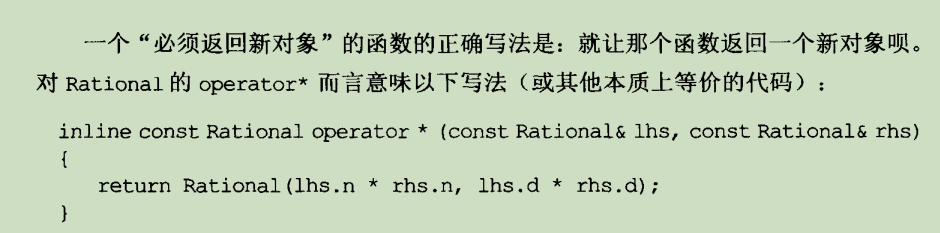 一个“必须返回新对象”的函数的正确写法是：就让那个函数返回一个新对象呗。
对 Rational 的 operator* 而言意味以下写法（或其他本质上等价的代码）：
inline const Rational operator * (const Rational& lhs, const Rational& rhs)
{
return Rational(lhs.n * rhs.n, lhs.d * rhs.d);
}